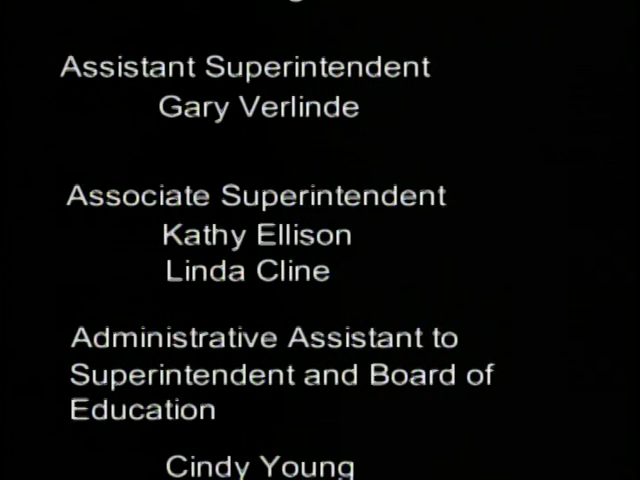 Assistant Superintendent
Gary Verlinde
Associate Superintendent
Kathy Ellison
Linda Cline
Administrative Assistant to
Superintendent and Board of
Education
Cindy Young